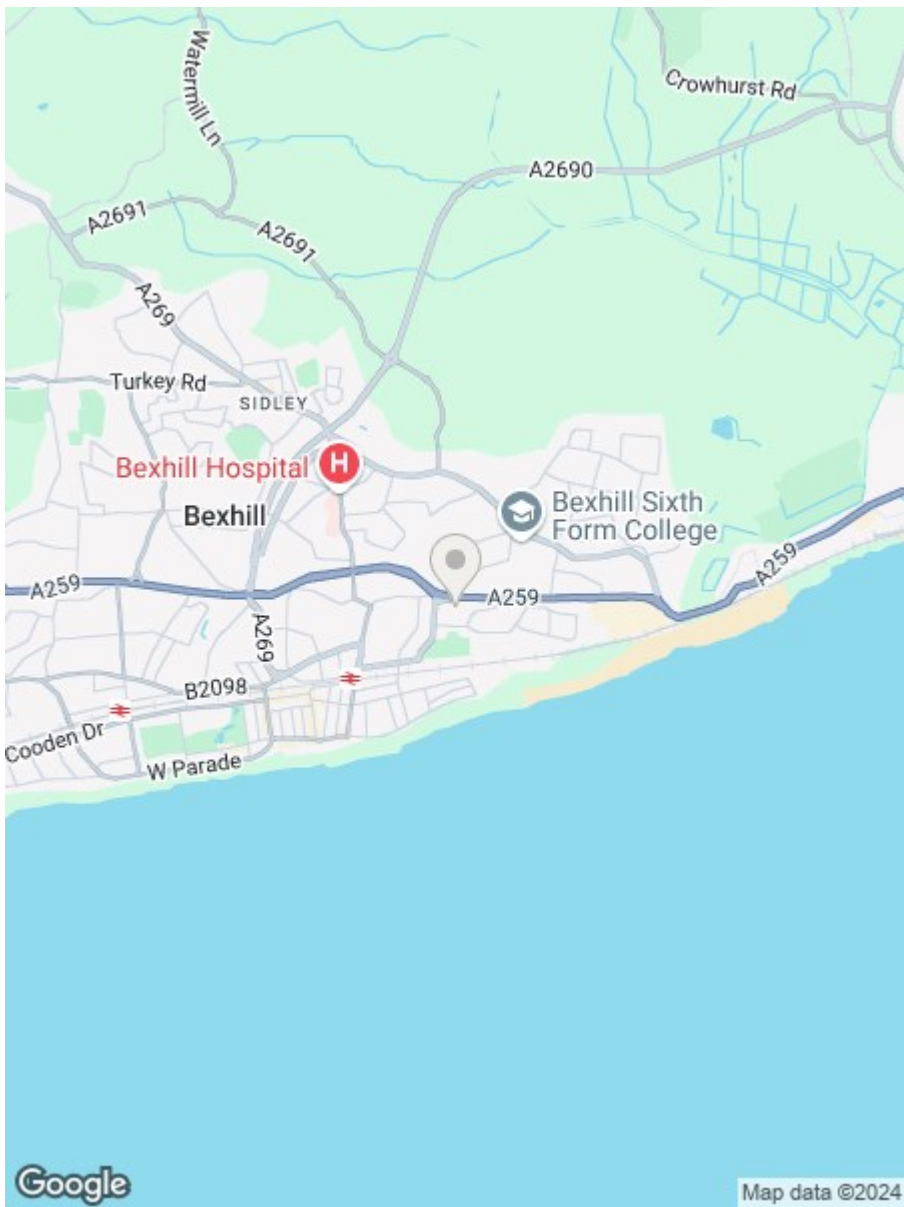 Watermill Ln
Crowhurst Rd
A2690
A2691
A2691
A269
Turkey Rd
SIDLEY
Bexhill Hospital
H
Bexhill
Bexhill Sixth
Form College
A259
A259
A259
A269
B2098
Cooden Dr
W Parade
Google
Map data ©2024